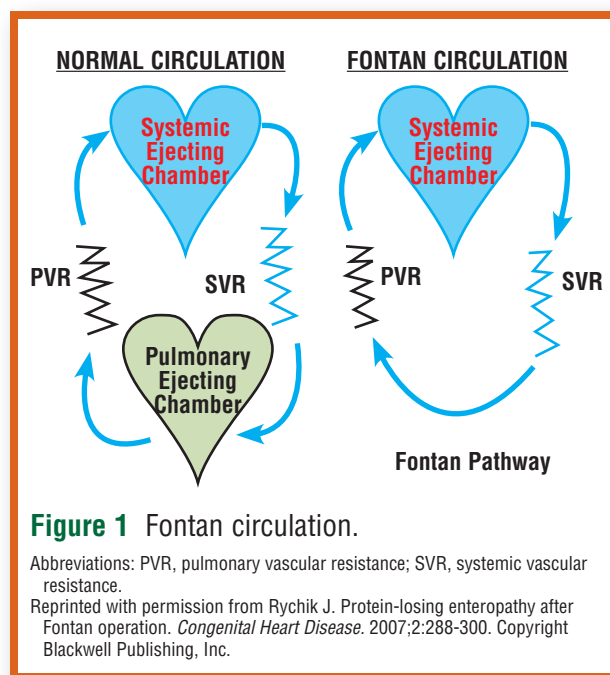 NORMAL CIRCULATION
Systemic
Ejecting
Chamber
PVR
SVR
Pulmonary
Ejecting
Chamber
FONTAN CIRCULATION
Systemic
Ejecting
Chamber
PVR
SVR
Fontan Pathway
Figure 1 Fontan circulation.
Abbreviations: PVR, pulmonary vascular resistance; SVR, systemic vascular
resistance.
Reprinted with permission from Rychik J. Protein-losing enteropathy after
Fontan operation. Congenital Heart Disease. 2007;2:288-300. Copyright
Blackwell Publishing, Inc.